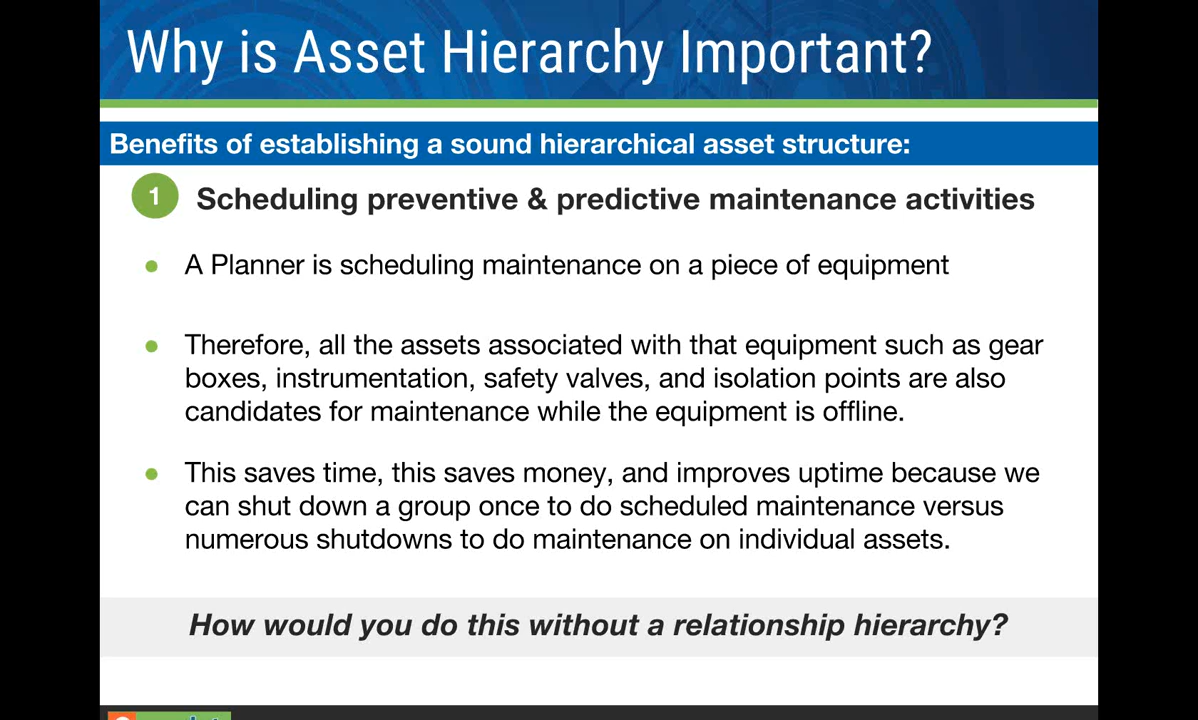 Why is Asset Hierarchy Important?
Benefits of establishing a sound hierarchical asset structure:
1 Scheduling preventive & predictive maintenance activities
● A Planner is scheduling maintenance on a piece of equipment
● Therefore, all the assets associated with that equipment such as gear
boxes, instrumentation, safety valves, and isolation points are also
candidates for maintenance while the equipment is offline.
● This saves time, this saves money, and improves uptime because we
can shut down a group once to do scheduled maintenance versus
numerous shutdowns to do maintenance on individual assets.
How would you do this without a relationship hierarchy?